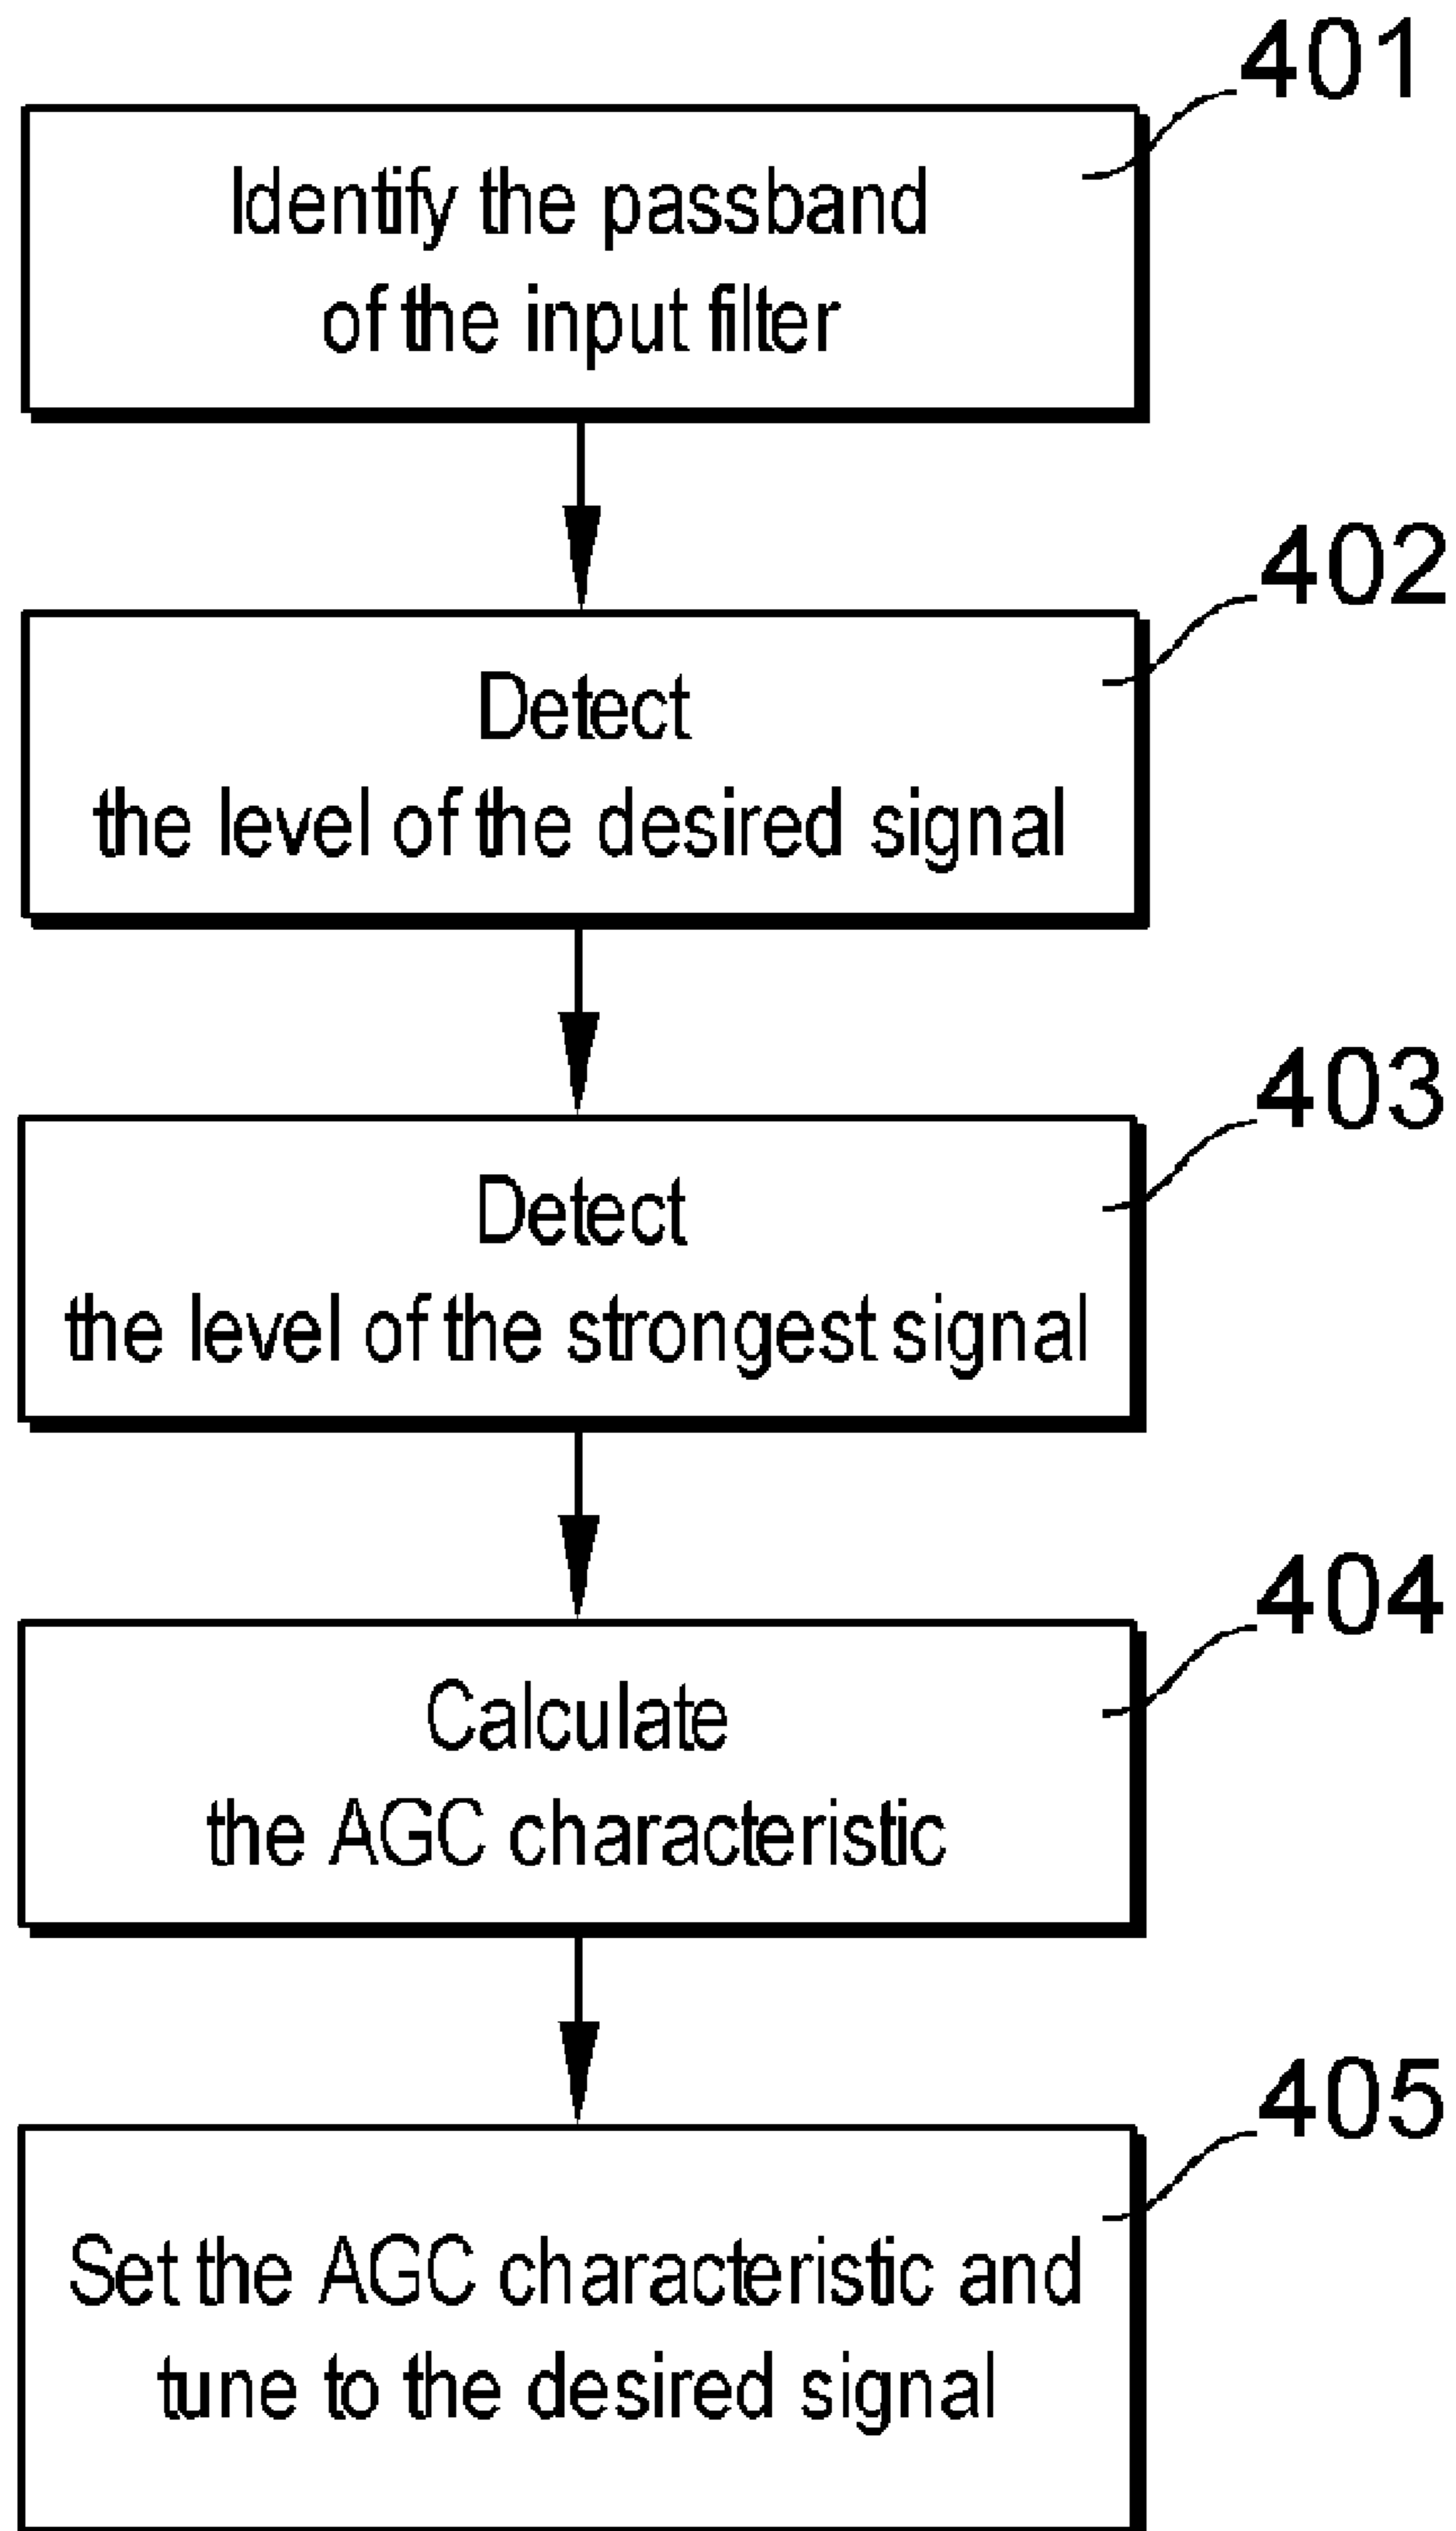 401
Identify the passband
of the input filter
402
Detect
the level of the desired signal
403
Detect
the level of the strongest signal
404
Calculate
the AGC characteristic
405
Set the AGC characteristic and
tune to the desired signal